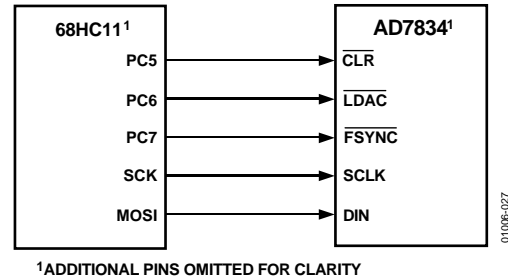 68HC11¹ AD7834¹
PC5 CLR
PC6 LDAC
PC7 FSYNC
SCK SCLK
MOSI DIN
01006-027
¹ADDITIONAL PINS OMITTED FOR CLARITY